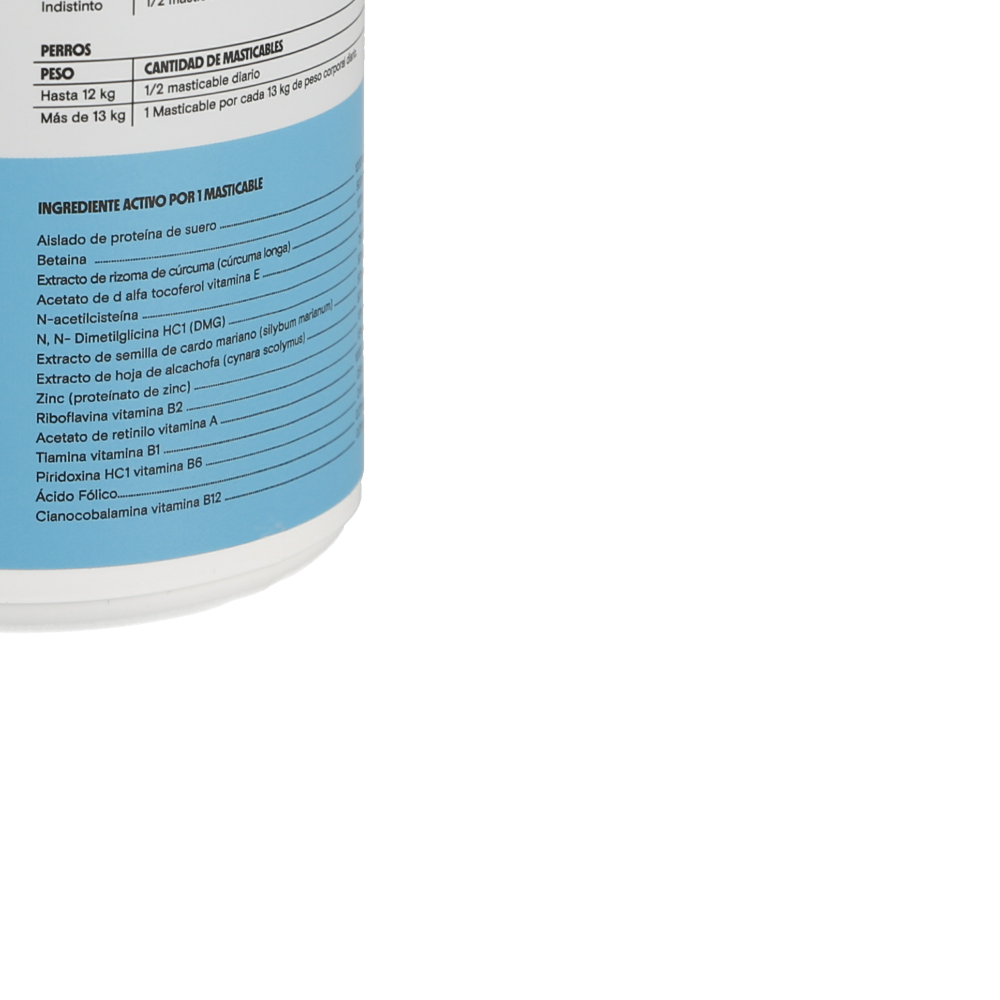 Indistinto 1/2
PERROS
PESO CANTIDAD DE MASTICABLES
Hasta 12 kg 1/2 masticable diario
Más de 13 kg 1 Masticable por cada 13 kg de peso corporal diario
INGREDIENTE ACTIVO POR 1 MASTICABLE
Aislado de proteína de suero
Betaina
Extracto de rizoma de cúrcuma (cúrcuma longa)
Acetato de d alfa tocoferol vitamina E
N-acetilcisteína
N, N- Dimetilglicina HC1 (DMG)
Extracto de semilla de cardo mariano (silybum marianum)
Extracto de hoja de alcachofa (cynara scolymus)
Zinc (proteinato de zinc)
Riboflavina vitamina B2
Acetato de retinilo vitamina A
Tiamina vitamina B1
Piridoxina HC1 vitamina B6
Ácido Fólico
Cianocobalamina vitamina B12